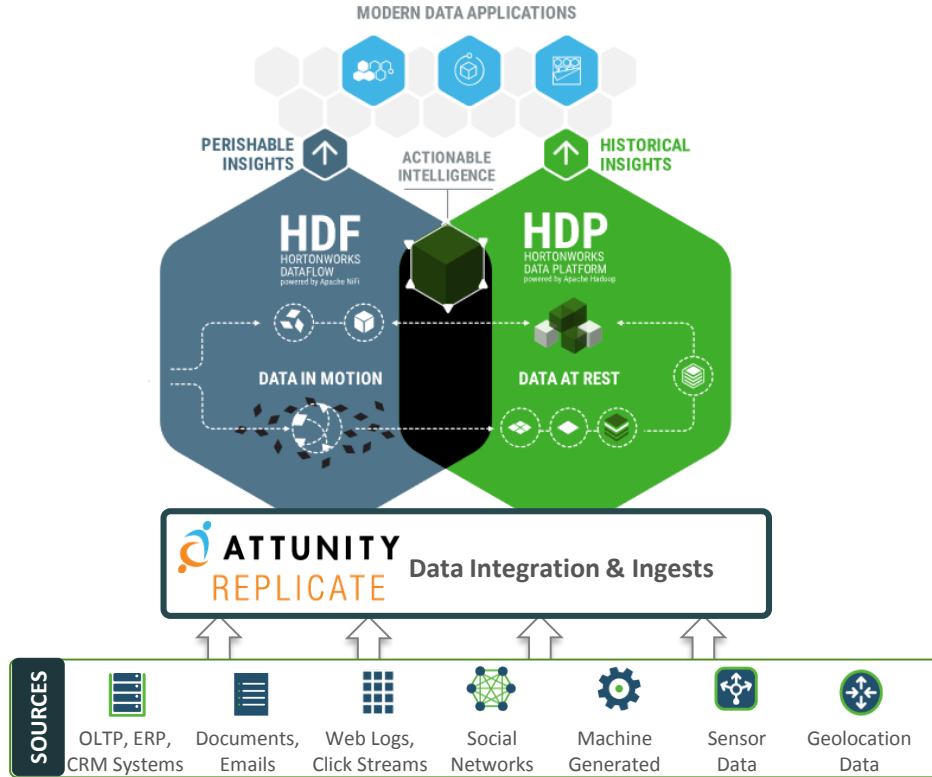 MODERN DATA APPLICATIONS
PERISHABLE
INSIGHTS
ACTIONABLE
INTELLIGENCE
HISTORICAL
INSIGHTS
HDF
HORTONWORKS
DATAFLOW
powered by Apache NiFi
HDP
HORTONWORKS
DATA PLATFORM
powered by Apache Hadoop
DATA IN MOTION
DATA AT REST
ATTUNITY
REPLICATE
Data Integration & Ingests
SOURCES
OLTP, ERP,
CRM Systems
Documents,
Emails
Web Logs,
Click Streams
Social
Networks
Machine
Generated
Sensor
Data
Geolocation
Data